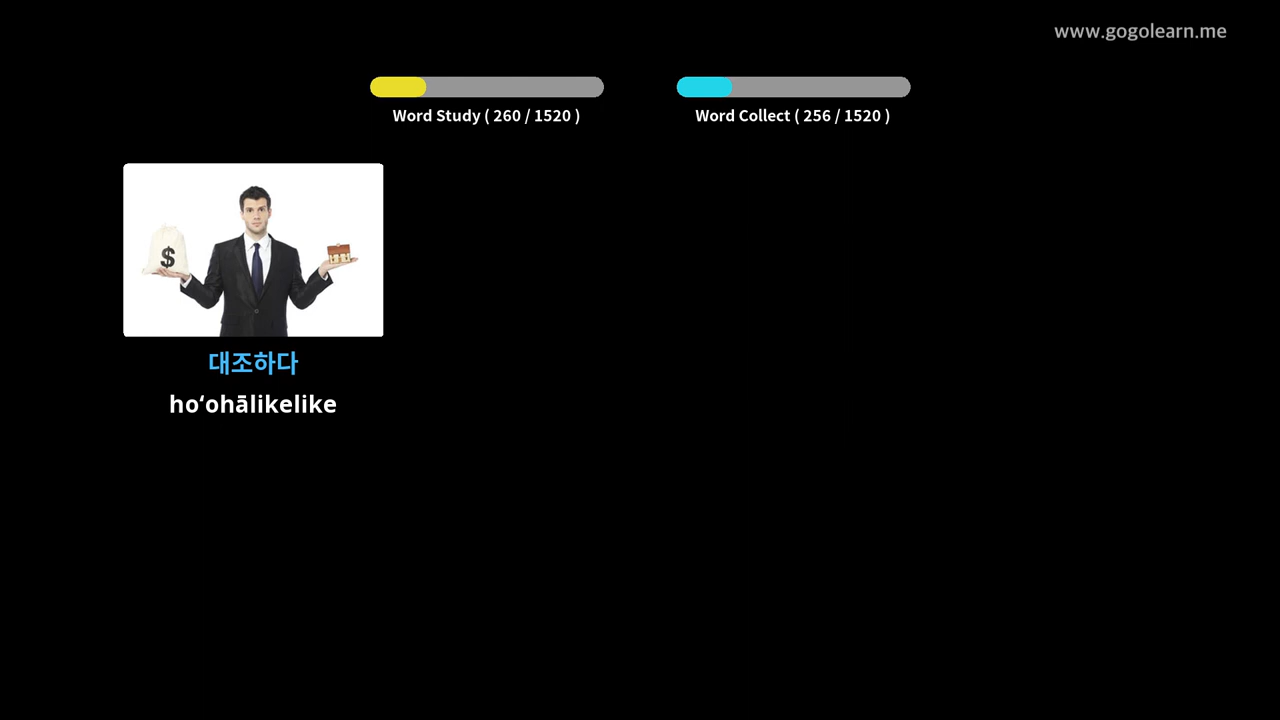 www.gogolearn.me
Word Study ( 260 / 1520 )
Word Collect ( 256 / 1520 )
$
대조하다
hoʻohālikelike